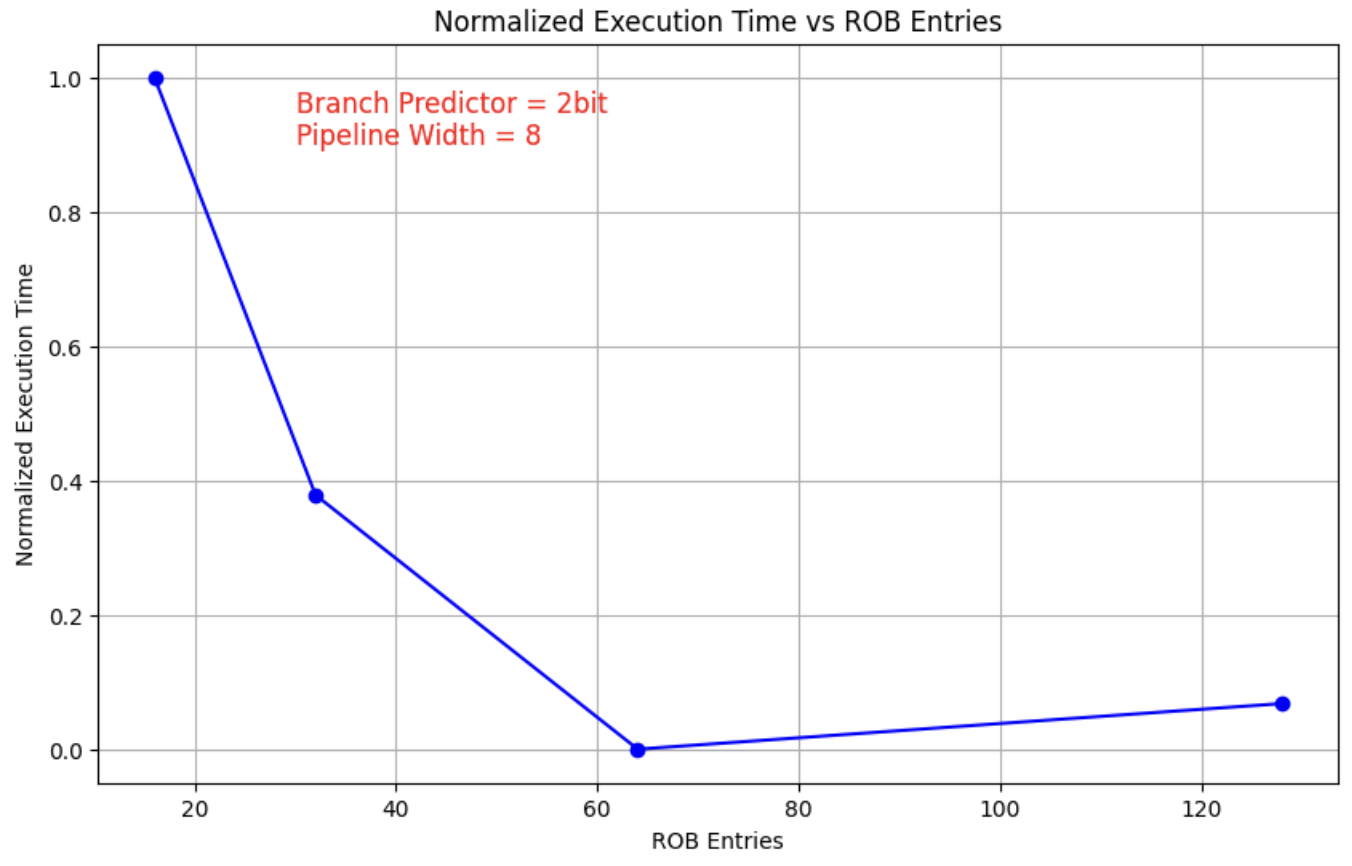 Normalized Execution Time vs ROB Entries
Branch Predictor = 2bit
Pipeline Width = 8
Normalized Execution Time
1.0
0.8
0.6
0.4
0.2
0.0
20 40 60 80 100 120
ROB Entries